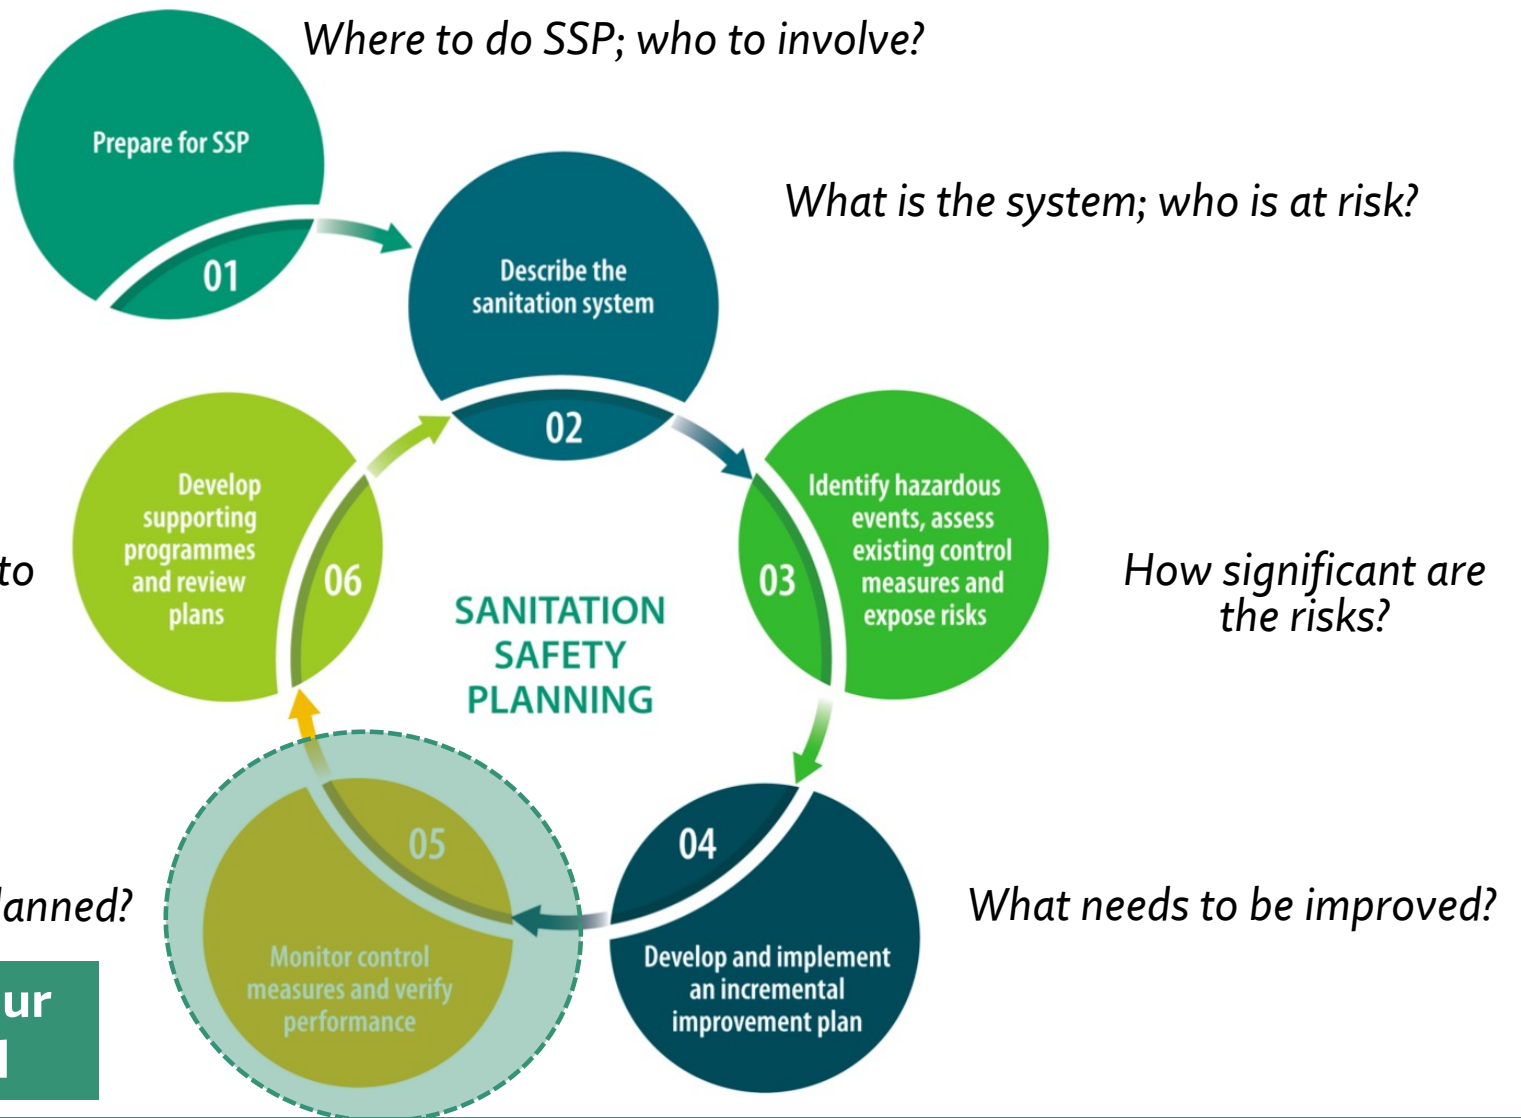 Where to do SSP; who to involve?
Prepare for SSP
01
What is the system; who is at risk?
Describe the
sanitation system
02
Identify hazardous
events, assess
existing control
measures and
expose risks
03
How significant are
the risks?
Develop
supporting
programmes
and review
plans
06
to
SANITATION
SAFETY
PLANNING
04
Develop and implement
an incremental
improvement plan
What needs to be improved?
05
Monitor control
measures and verify
performance